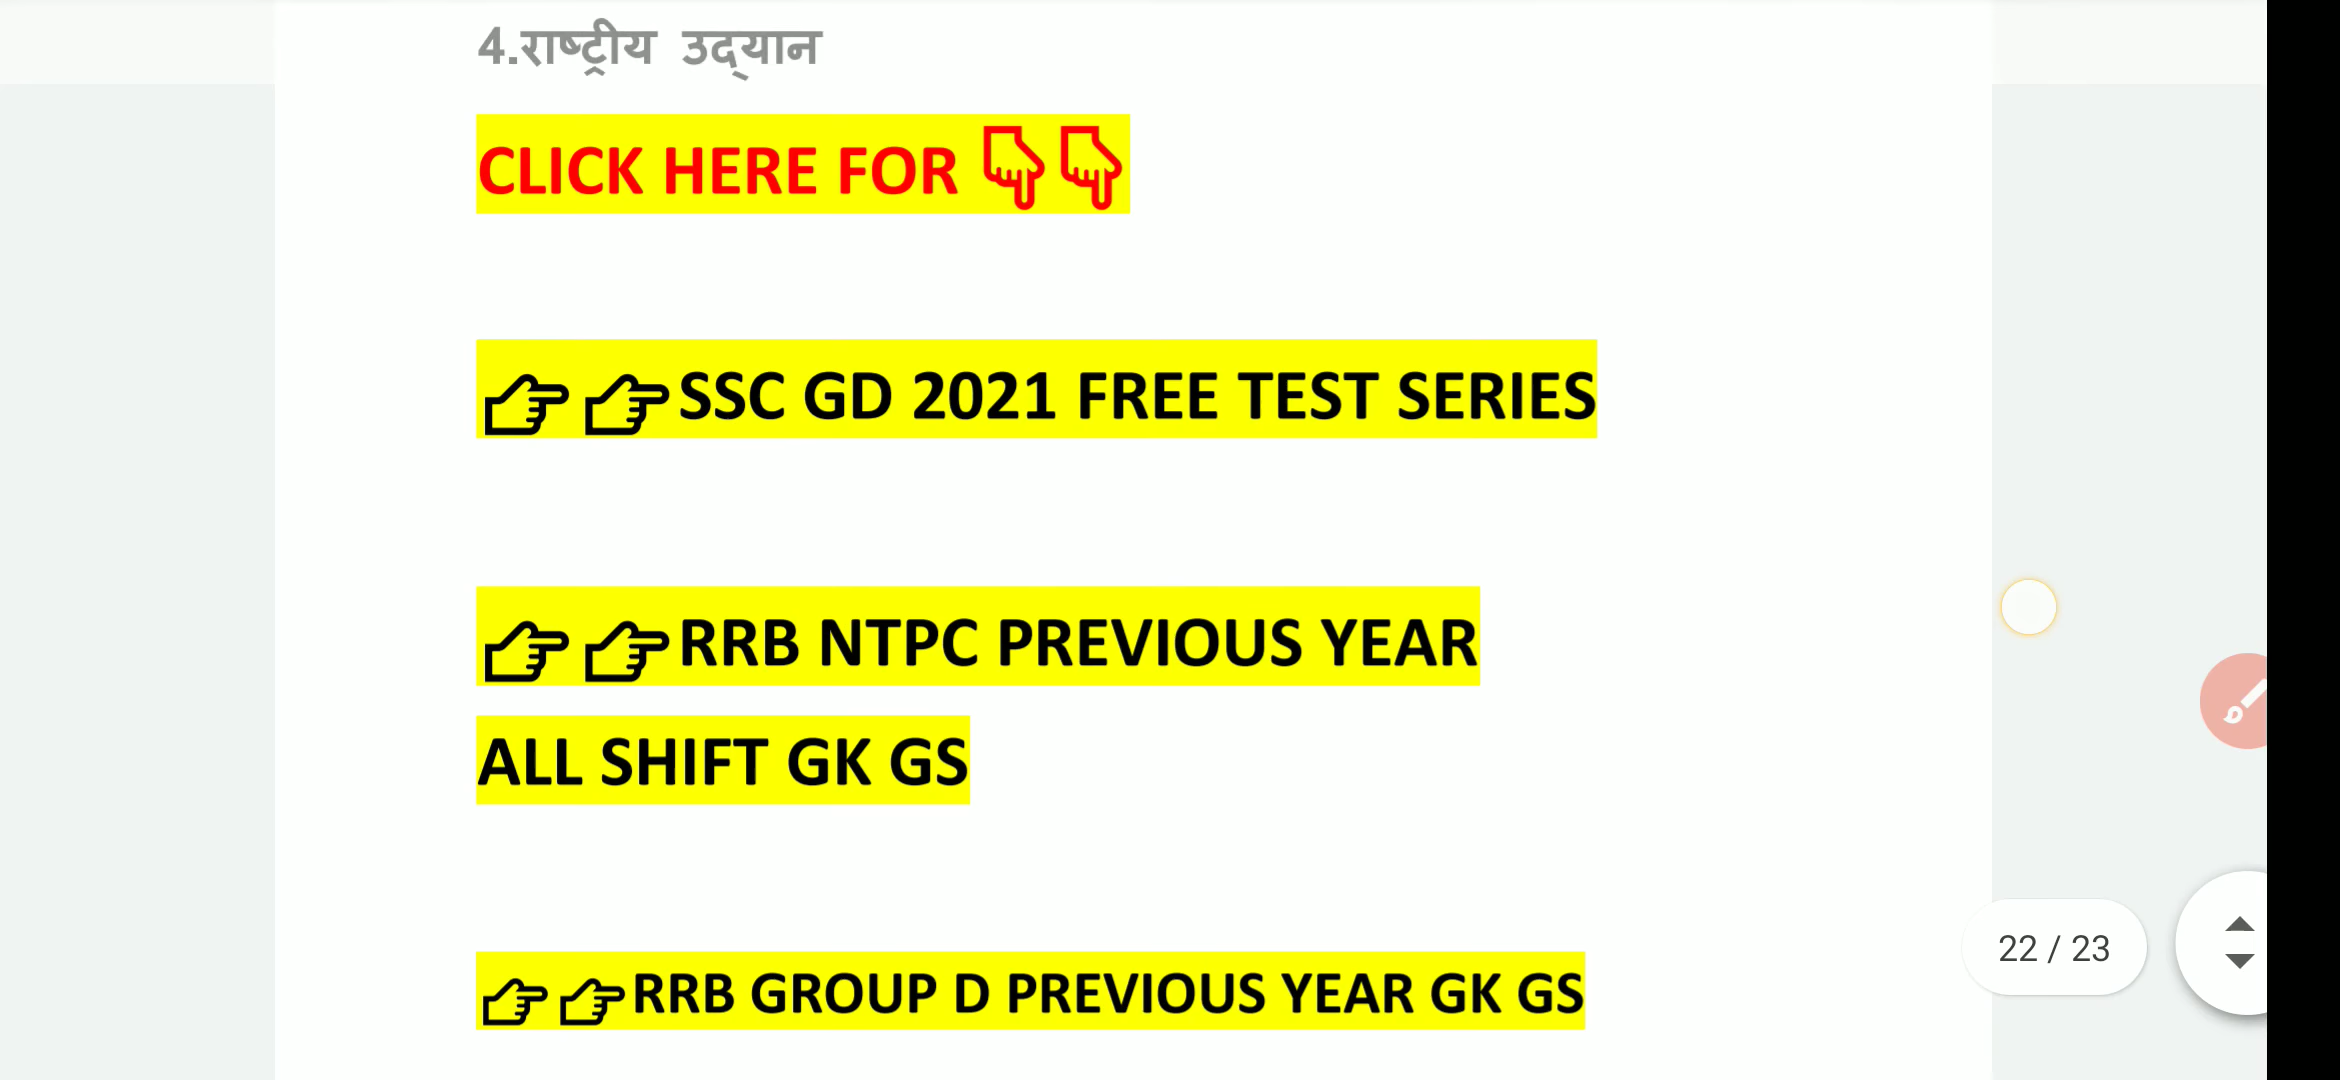 4.राष्ट्रीय उद्यान
CLICK HERE FOR 👇👇
👉👉SSC GD 2021 FREE TEST SERIES
👉👉RRB NTPC PREVIOUS YEAR
ALL SHIFT GK GS
👉👉RRB GROUP D PREVIOUS YEAR GK GS
22 / 23